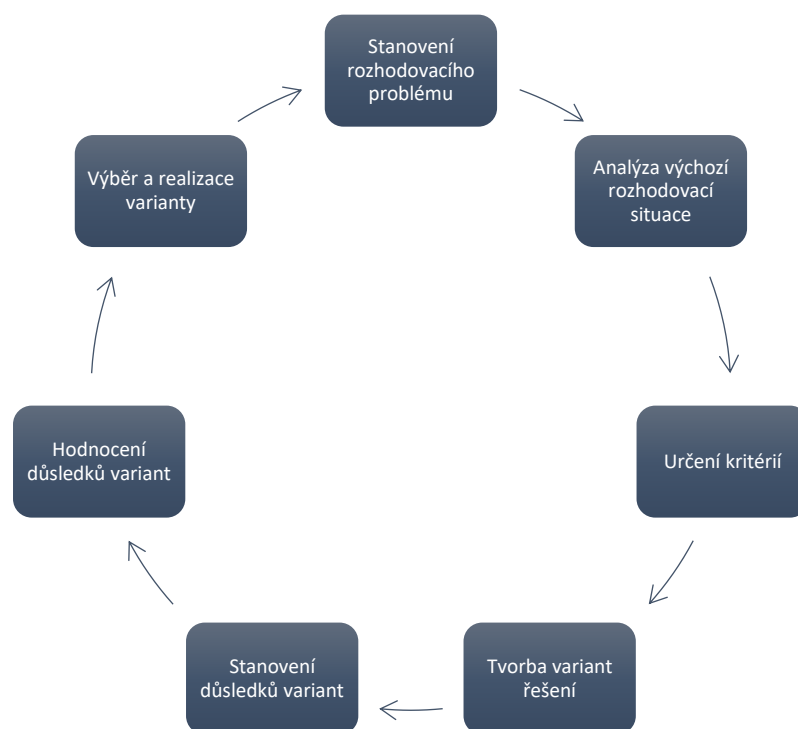 Stanovení
rozhodovacího
problému
Analýza výchozí
rozhodovací
situace
Určení kritérií
Tvorba variant
řešení
Stanovení
důsledků variant
Hodnocení
důsledků variant
Výběr a realizace
varianty